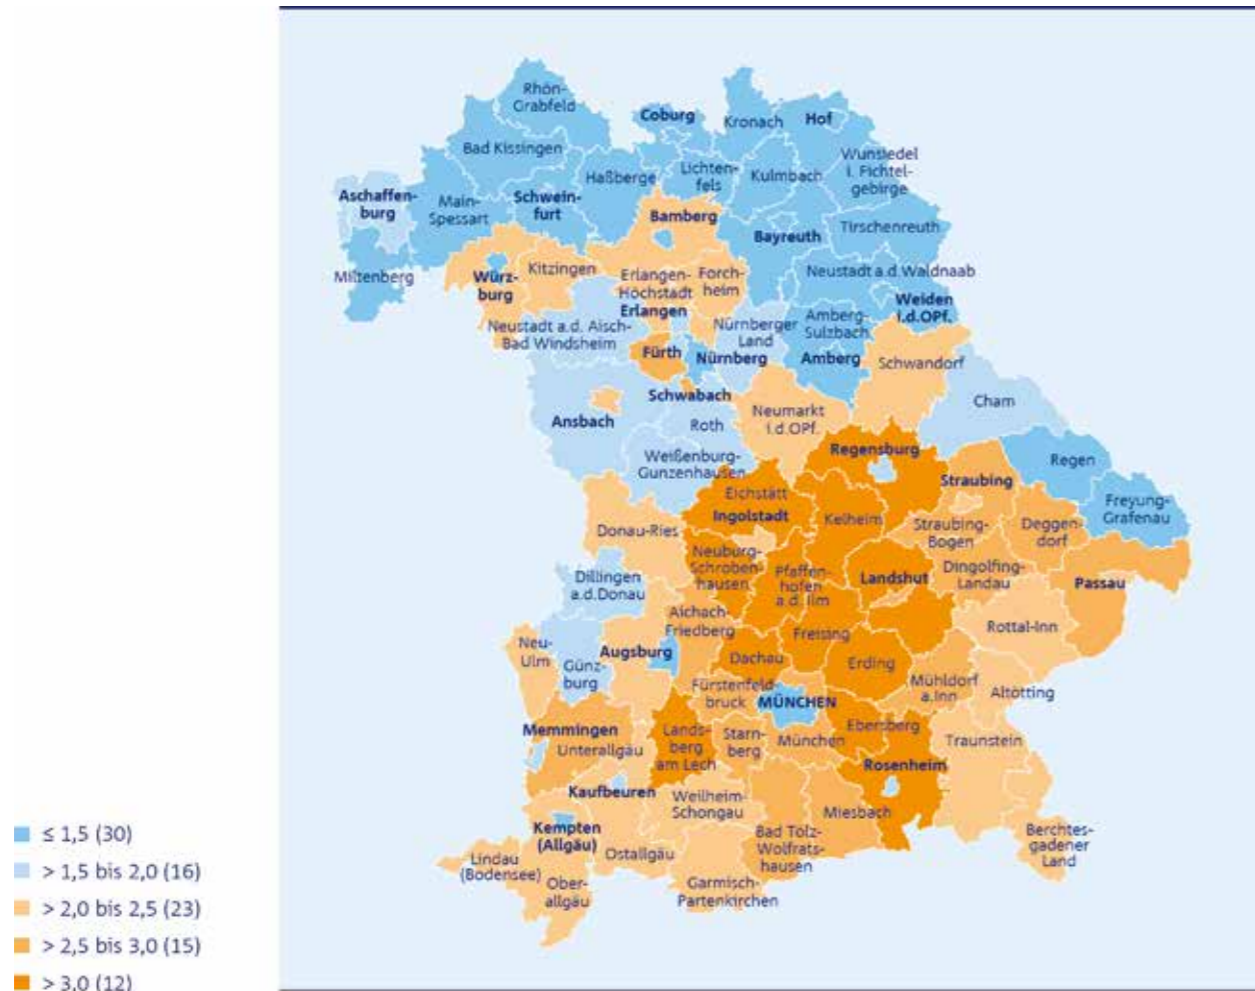 Rhön-
Grabfeld
Coburg
Kronach
Hof
Bad Kissingen
Wunsiedel
i. Fichtel-
gebirge
Haßberge
Lichten-
fels
Kulmbach
Aschaffen-
burg
Main-
Spessart
Schwein-
furt
Bamberg
Bayreuth
Tirschenreuth
Miltenberg
Würz-
burg
Kitzingen
Erlangen-
Höchstadt
Erlangen
Forch-
heim
Neustadt a.d.Waldnaab
Weiden
i.d.OPf.
Neustadt a.d. Aisch-
Bad Windsheim
Nürnberger
Land
Amberg-
Sulzbach
Fürth
Nürnberg
Amberg
Schwandorf
Schwabach
Ansbach
Roth
Neumarkt
i.d.OPf.
Cham
Weißenburg-
Gunzenhausen
Regensburg
Regen
Straubing
Eichstätt
Ingolstadt
Kelheim
Freyung-
Grafenau
Donau-Ries
Straubing-
Bogen
Deggen-
dorf
Neuburg-
Schroben-
hausen
Pfaffen-
hofen
a.d. Ilm
Landshut
Dingolfing-
Landau
Passau
Dillingen
a.d.Donau
Aichach-
Friedberg
Freising
Rottal-Inn
Neu-
Ulm
Günz-
burg
Augsburg
Dachau
Erding
Fürstenfeld-
bruck
MÜNCHEN
Mühldorf
a.Inn
Altötting
Memmingen
Unterallgäu
Lands-
berg
am Lech
Starn-
berg
München
Ebersberg
Traunstein
Rosenheim
Kaufbeuren
Weilheim-
Schongau
Miesbach
Kempten
(Allgäu)
Bad Tölz-
Wolfrats-
hausen
Berchtes-
gadener
Land
Lindau
(Bodensee)
Ober-
allgäu
Ostallgäu
Garmisch-
Partenkirchen
≤ 1,5 (30)
> 1,5 bis 2,0 (16)
> 2,0 bis 2,5 (23)
> 2,5 bis 3,0 (15)
> 3,0 (12)